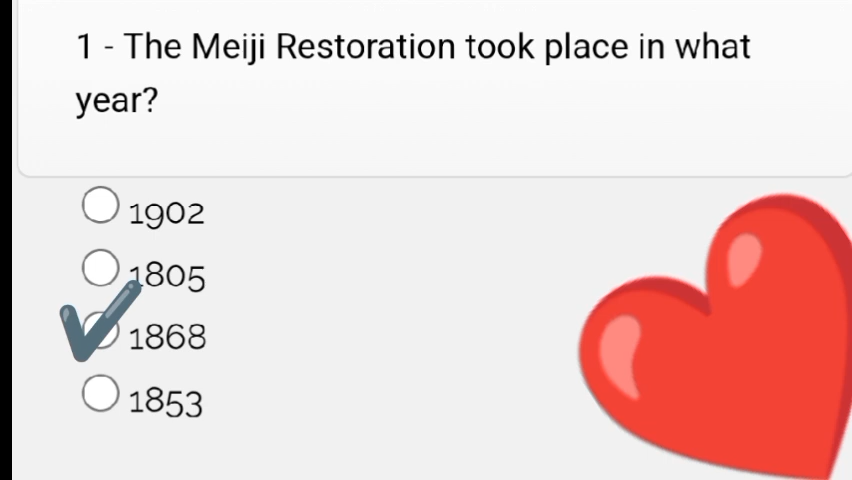 1 - The Meiji Restoration took place in what
year?
1902
1805
1868
1853